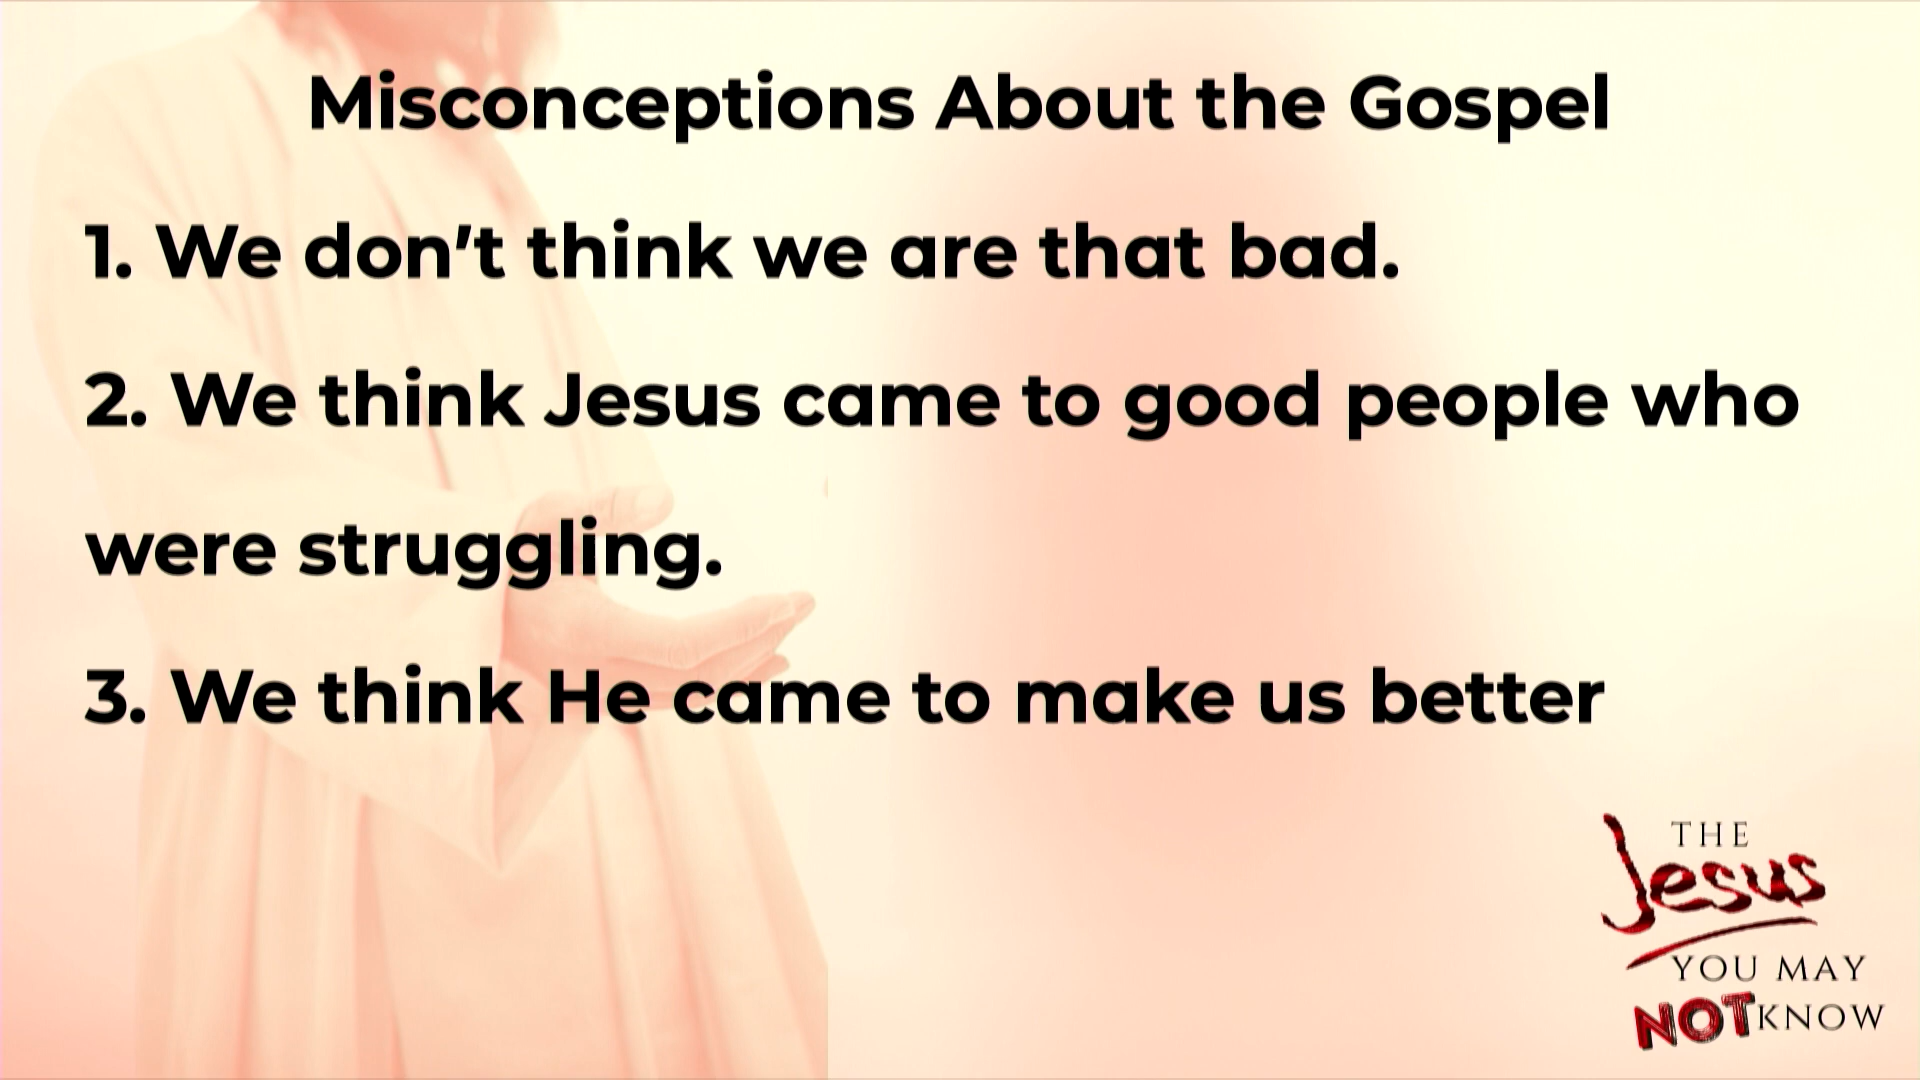 Misconceptions About the Gospel
1. We don’t think we are that bad.
2. We think Jesus came to good people who
were struggling.
3. We think He came to make us better
THE
Jesus
YOU MAY
NOT KNOW